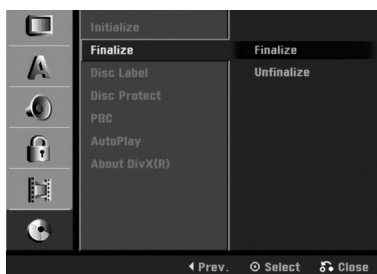 Initialize
Finalize
Finalize
Disc Label
Unfinalize
Disc Protect
PBC
AutoPlay
About DivX(R)
Prev. Select Close